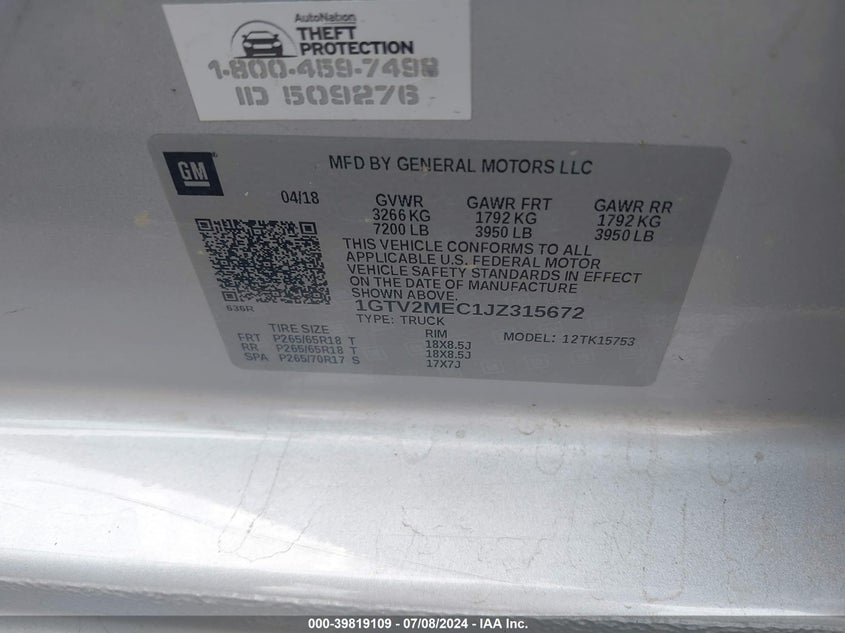 AutoNation
THEFT
PROTECTION
1-800-459-7498
ID 509276
GM
MFD BY GENERAL MOTORS LLC
04/18 GVWR GAWR FRT GAWR RR
3266 KG 1792 KG 1792 KG
7200 LB 3950 LB 3950 LB
THIS VEHICLE CONFORMS TO ALL
APPLICABLE U.S. FEDERAL MOTOR
VEHICLE SAFETY STANDARDS IN EFFECT
ON THE DATE OF MANUFACTURE
SHOWN ABOVE.
636R
1GTV2MEC1JZ315672
TYPE: TRUCK
TIRE SIZE RIM MODEL: 12TK15753
FRT P265/65R18 T 18X8.5J
RR P265/65R18 T 18X8.5J
SPA P265/70R17 S 17X7J
000-39819109 - 07/08/2024 - IAA Inc.